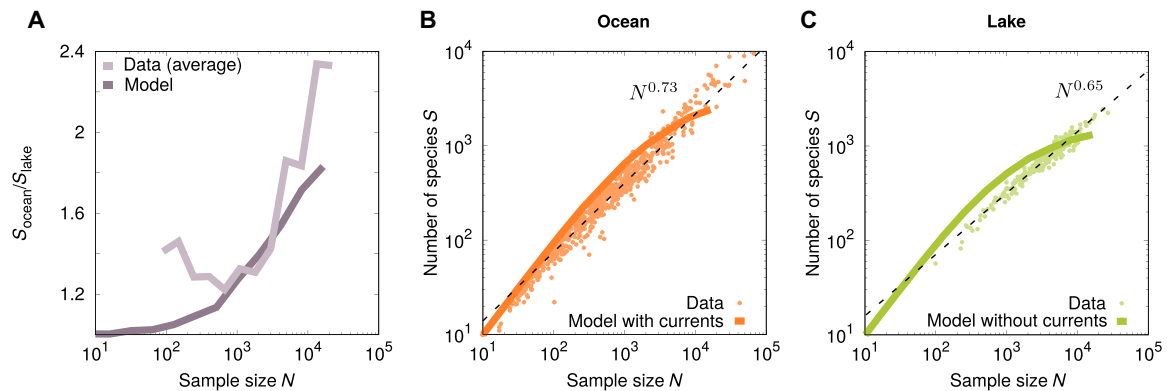 A
B
Ocean
C
Lake
2.4
2
1.6
1.2
S_ocean/S_lake
Data (average)
Model
10^1
10^2
10^3
10^4
10^5
Sample size N
10^4
10^3
10^2
10^1
Number of species S
N^0.73
Data
Model with currents
10^1
10^2
10^3
10^4
10^5
Sample size N
10^4
10^3
10^2
10^1
Number of species S
N^0.65
Data
Model without currents
10^1
10^2
10^3
10^4
10^5
Sample size N